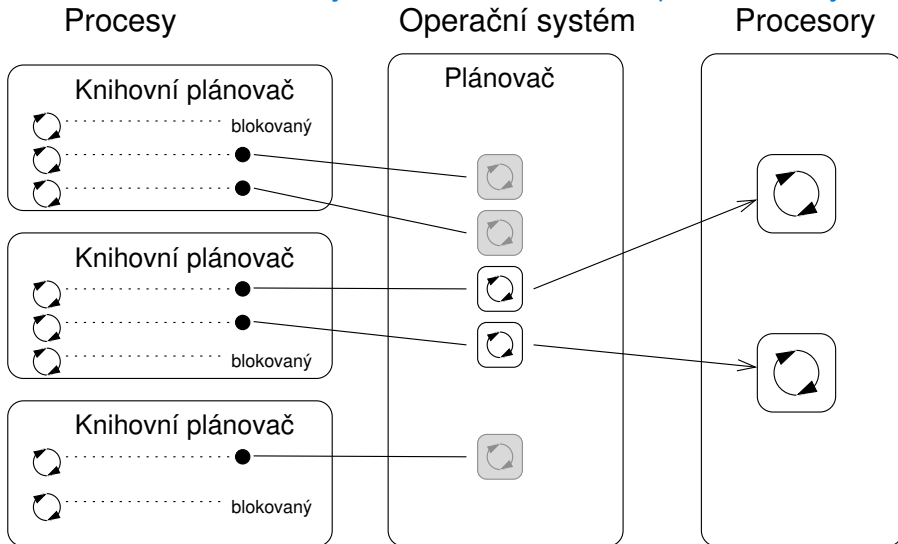 Procesy
Operační systém
Procesory
Knihovní plánovač
blokovaný
Knihovní plánovač
blokovaný
Knihovní plánovač
blokovaný
Plánovač